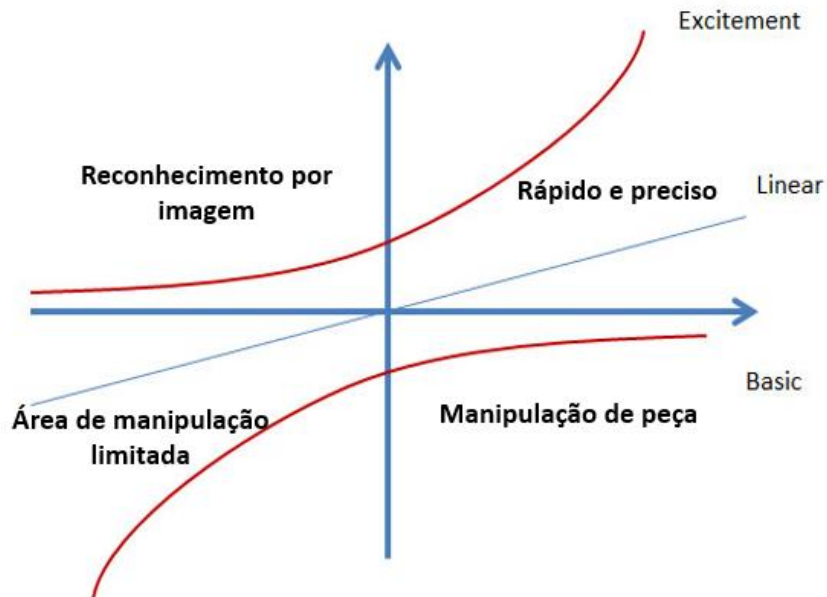 Excitement
Reconhecimento por
imagem
Rápido e preciso
Linear
Basic
Área de manipulação
limitada
Manipulação de peça